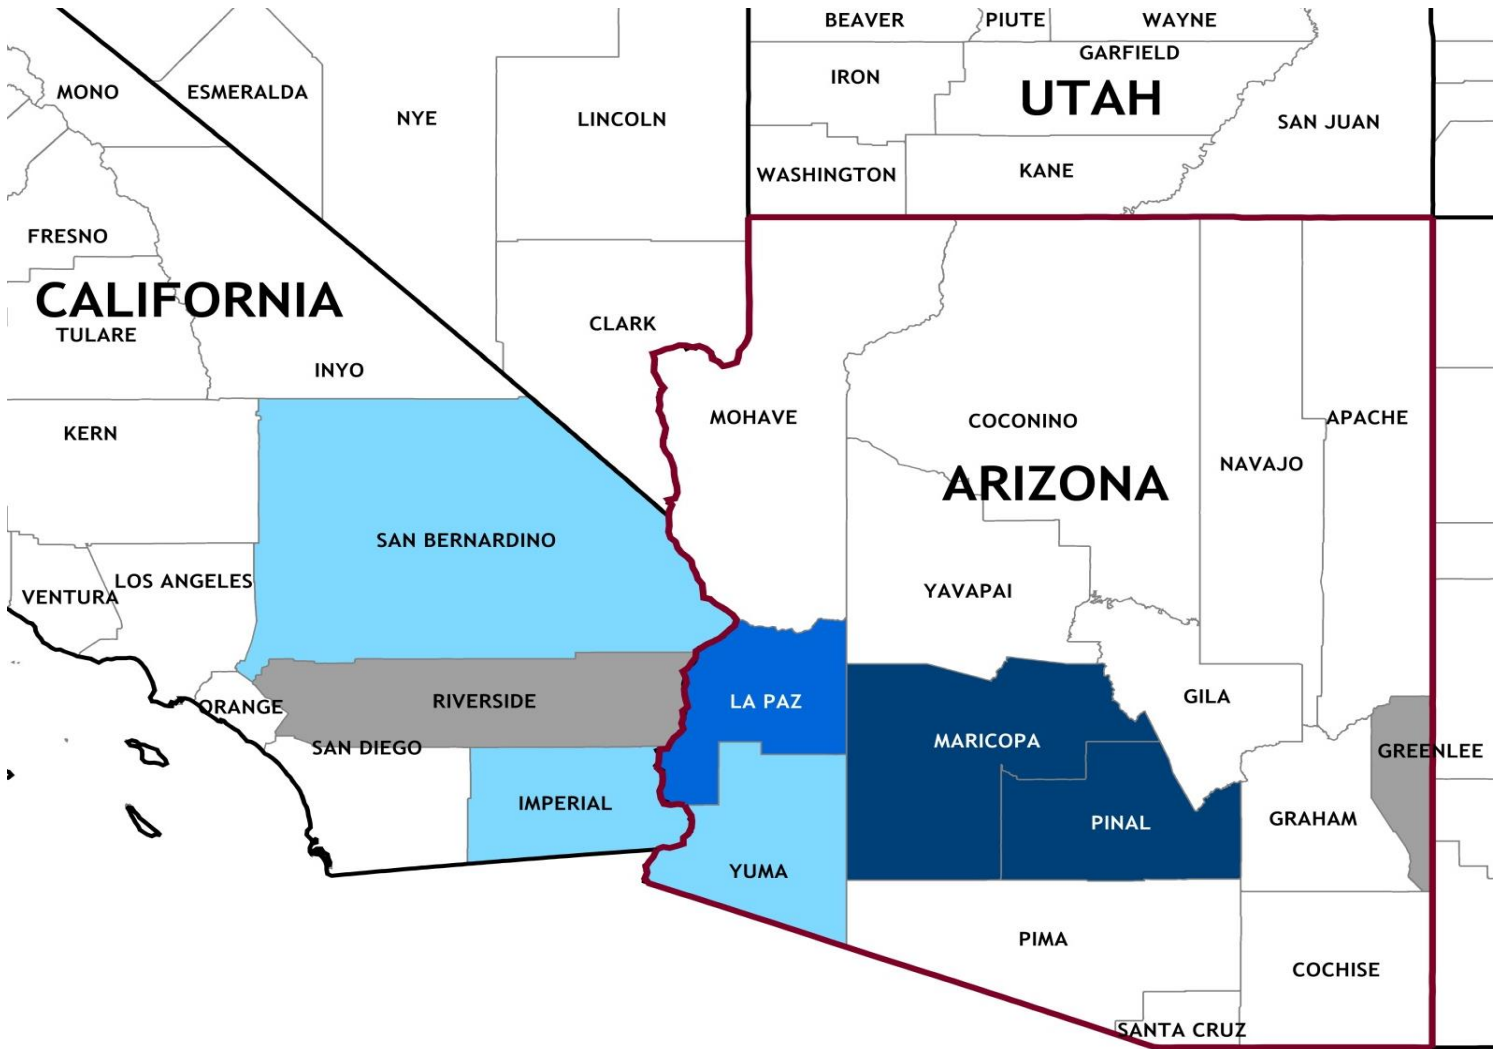 BEAVER
PIUTE
WAYNE
GARFIELD
IRON
UTAH
MONO
ESMERALDA
NYE
LINCOLN
SAN JUAN
WASHINGTON
KANE
FRESNO
CALIFORNIA
TULARE
CLARK
INYO
MOHAVE
COCONINO
APACHE
KERN
NAVAJO
ARIZONA
SAN BERNARDINO
LOS ANGELES
VENTURA
YAVAPAI
ORANGE
RIVERSIDE
LA PAZ
GILA
SAN DIEGO
MARICOPA
GREENLEE
IMPERIAL
PINAL
GRAHAM
YUMA
PIMA
COCHISE
SANTA CRUZ